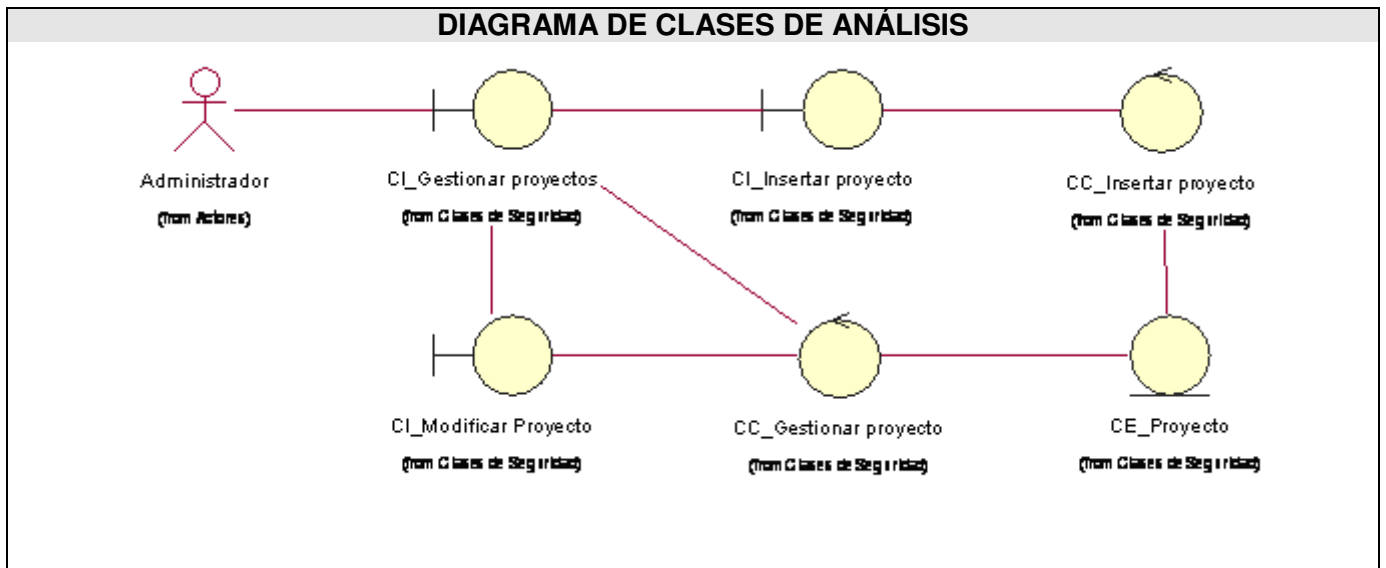 DIAGRAMA DE CLASES DE ANÁLISIS
Administrador
(from Actores)
CI_Gestionar proyectos
(from Clases de Seguridad)
CI_Insertar proyecto
(from Clases de Seguridad)
CC_Insertar proyecto
(from Clases de Seguridad)
CI_Modificar Proyecto
(from Clases de Seguridad)
CC_Gestionar proyecto
(from Clases de Seguridad)
CE_Proyecto
(from Clases de Seguridad)